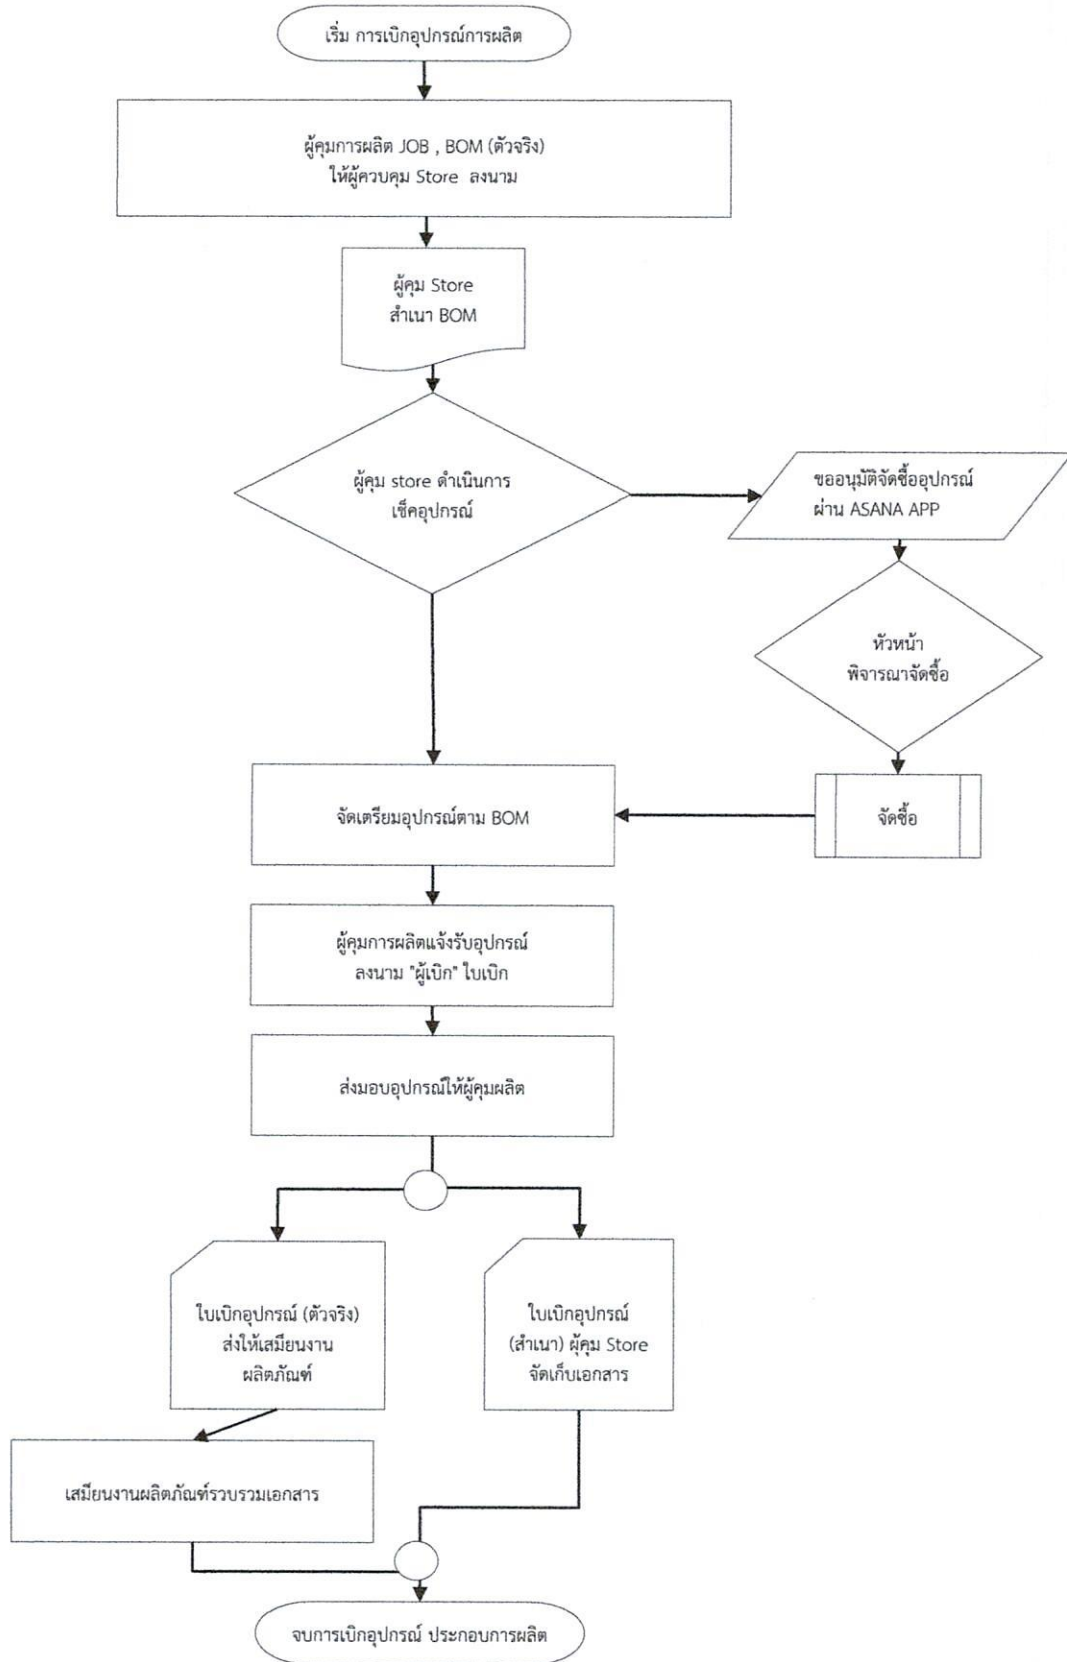 เริ่ม การเบิกอุปกรณ์การผลิต
ผู้คุมการผลิต JOB , BOM (ตัวจริง)
ให้ผู้ควบคุม Store ลงนาม
ผู้คุม Store
สำเนา BOM
ผู้คุม store ดำเนินการ
เช็คอุปกรณ์
ขออนุมัติจัดซื้ออุปกรณ์
ผ่าน ASANA APP
หัวหน้า
พิจารณาจัดซื้อ
จัดซื้อ
จัดเตรียมอุปกรณ์ตาม BOM
ผู้คุมการผลิตแจ้งรับอุปกรณ์
ลงนาม "ผู้เบิก" ใบเบิก
ส่งมอบอุปกรณ์ให้ผู้คุมผลิต
ใบเบิกอุปกรณ์ (ตัวจริง)
ส่งให้เสมียนงาน
ผลิตภัณฑ์
ใบเบิกอุปกรณ์
(สำเนา) ผู้คุม Store
จัดเก็บเอกสาร
เสมียนงานผลิตภัณฑ์รวบรวมเอกสาร
จบการเบิกอุปกรณ์ ประกอบการผลิต